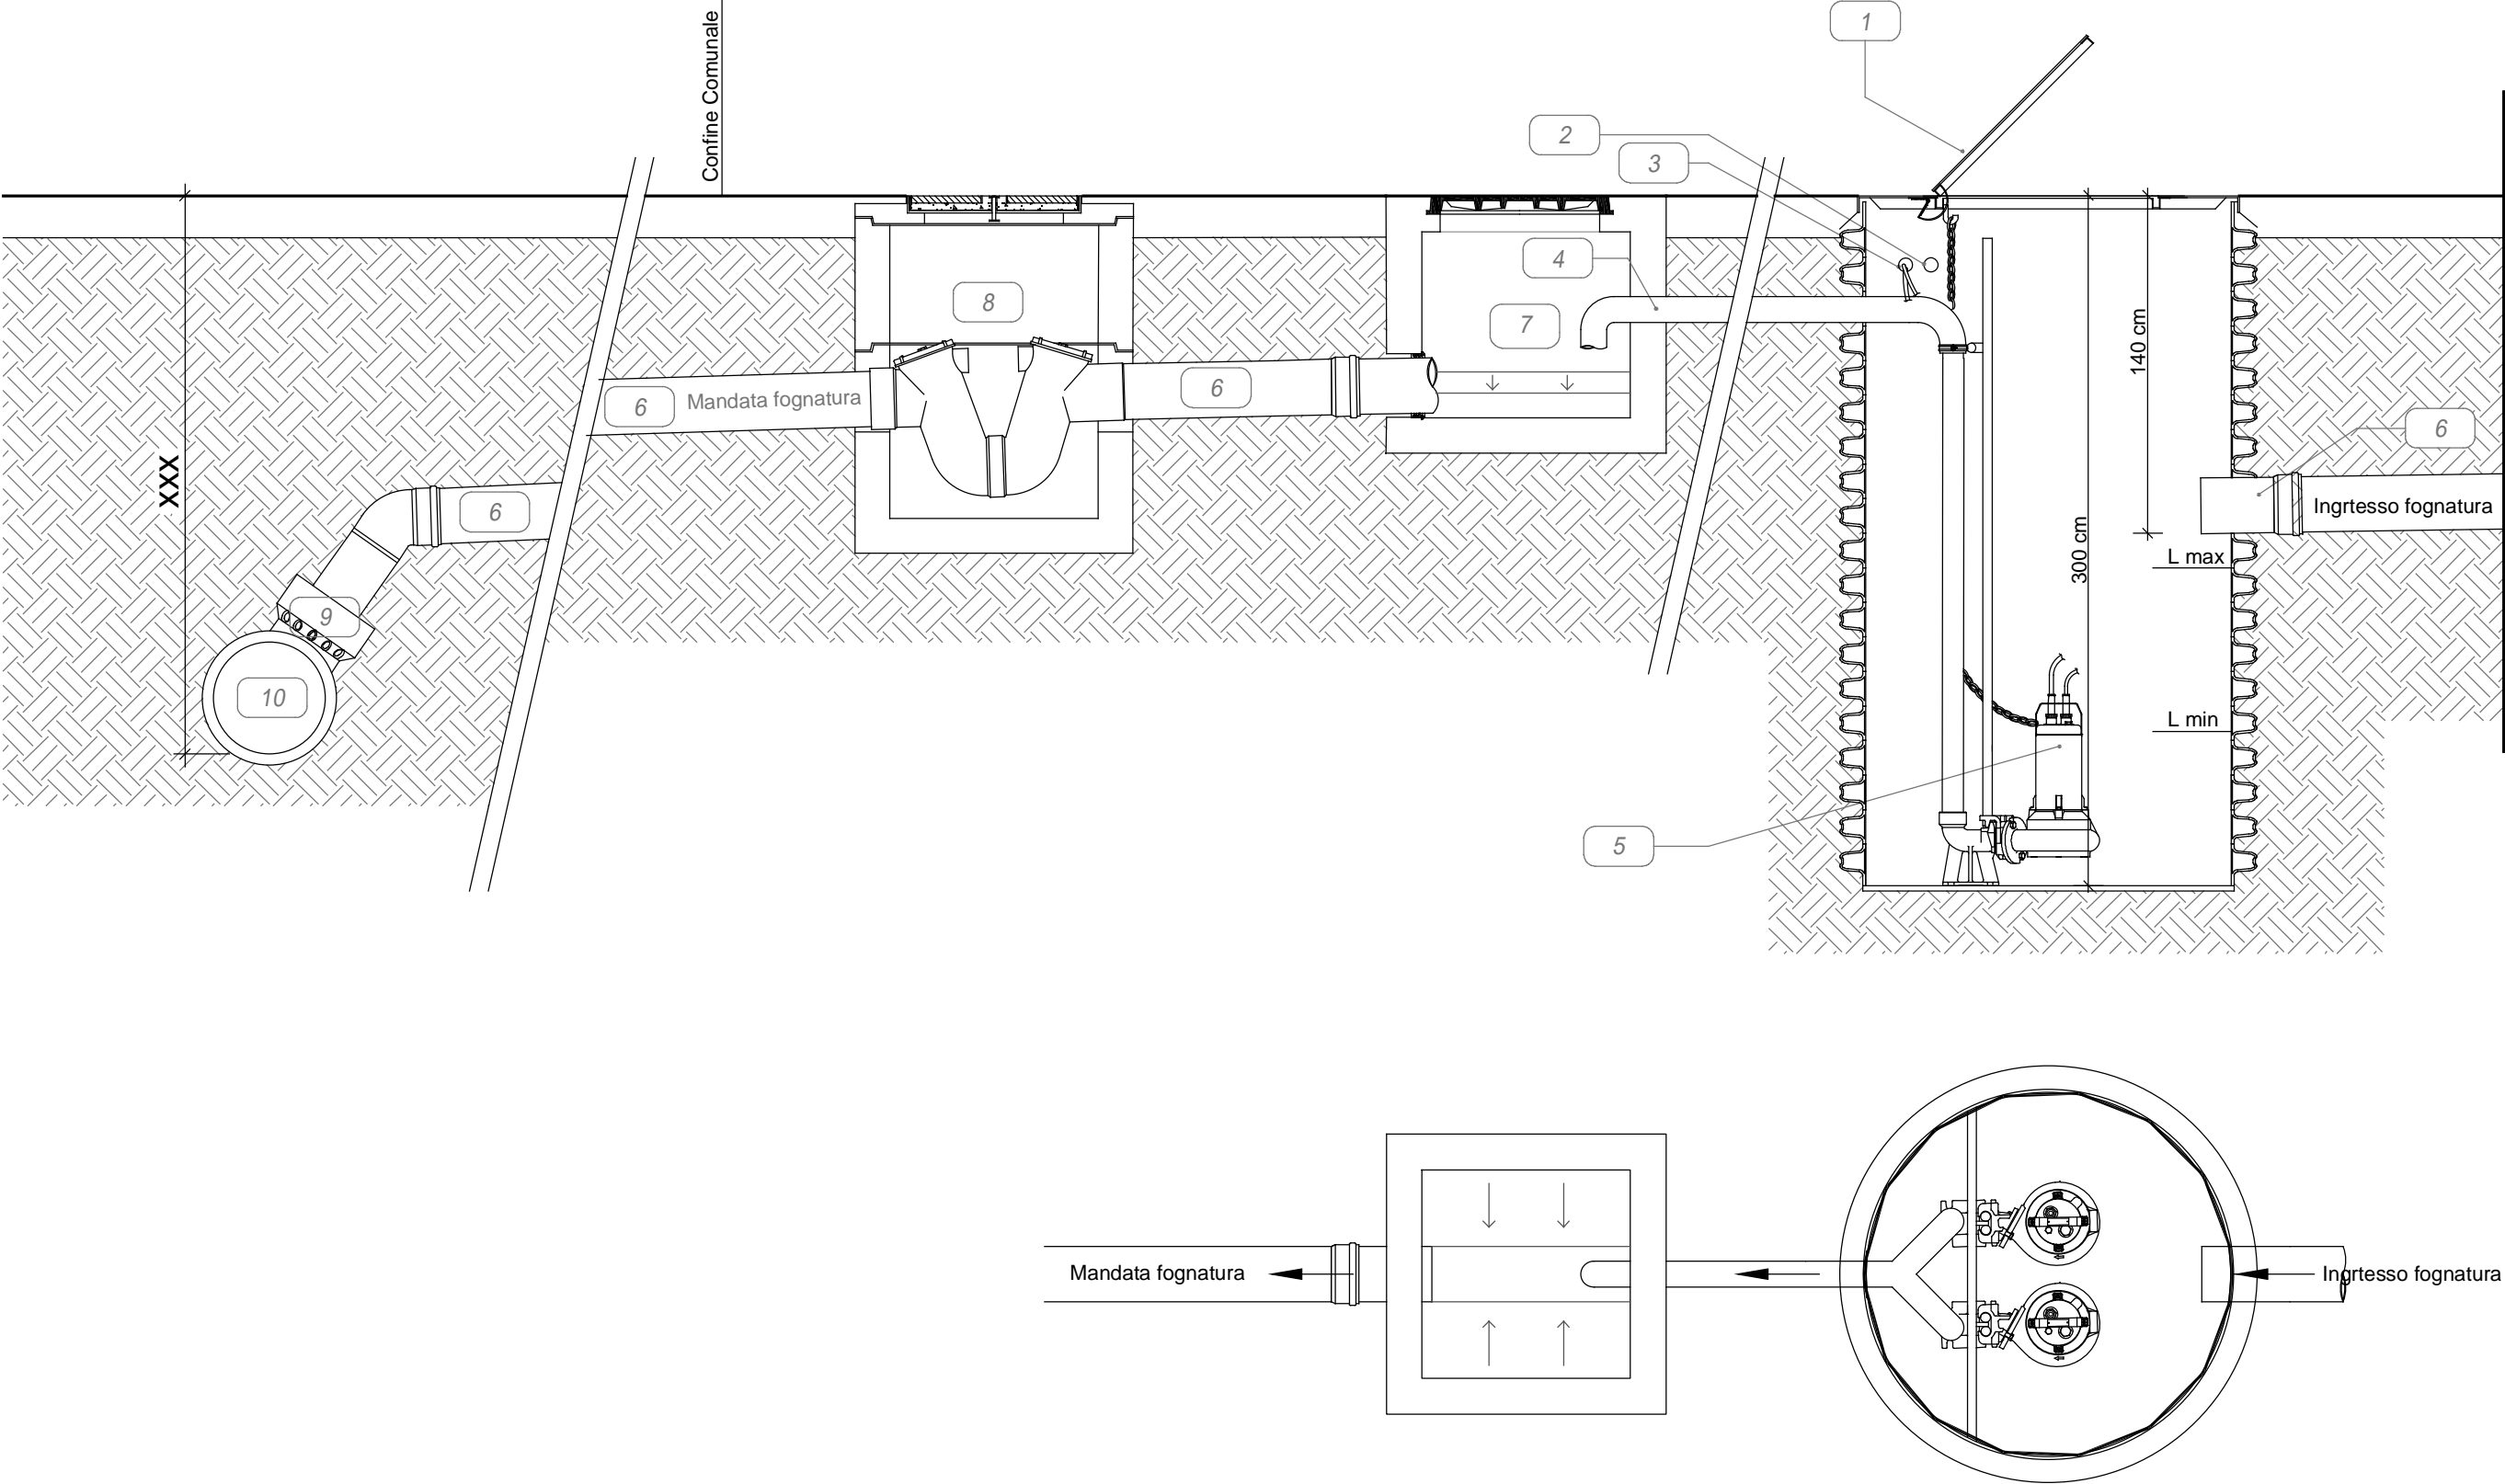 Confine Comunale
1
2
3
4
8
7
140 cm
6
Mandata fognatura
6
6
XXX
6
Ingrtesso fognatura
300 cm
L max
9
10
L min
5
Mandata fognatura
Ingrtesso fognatura